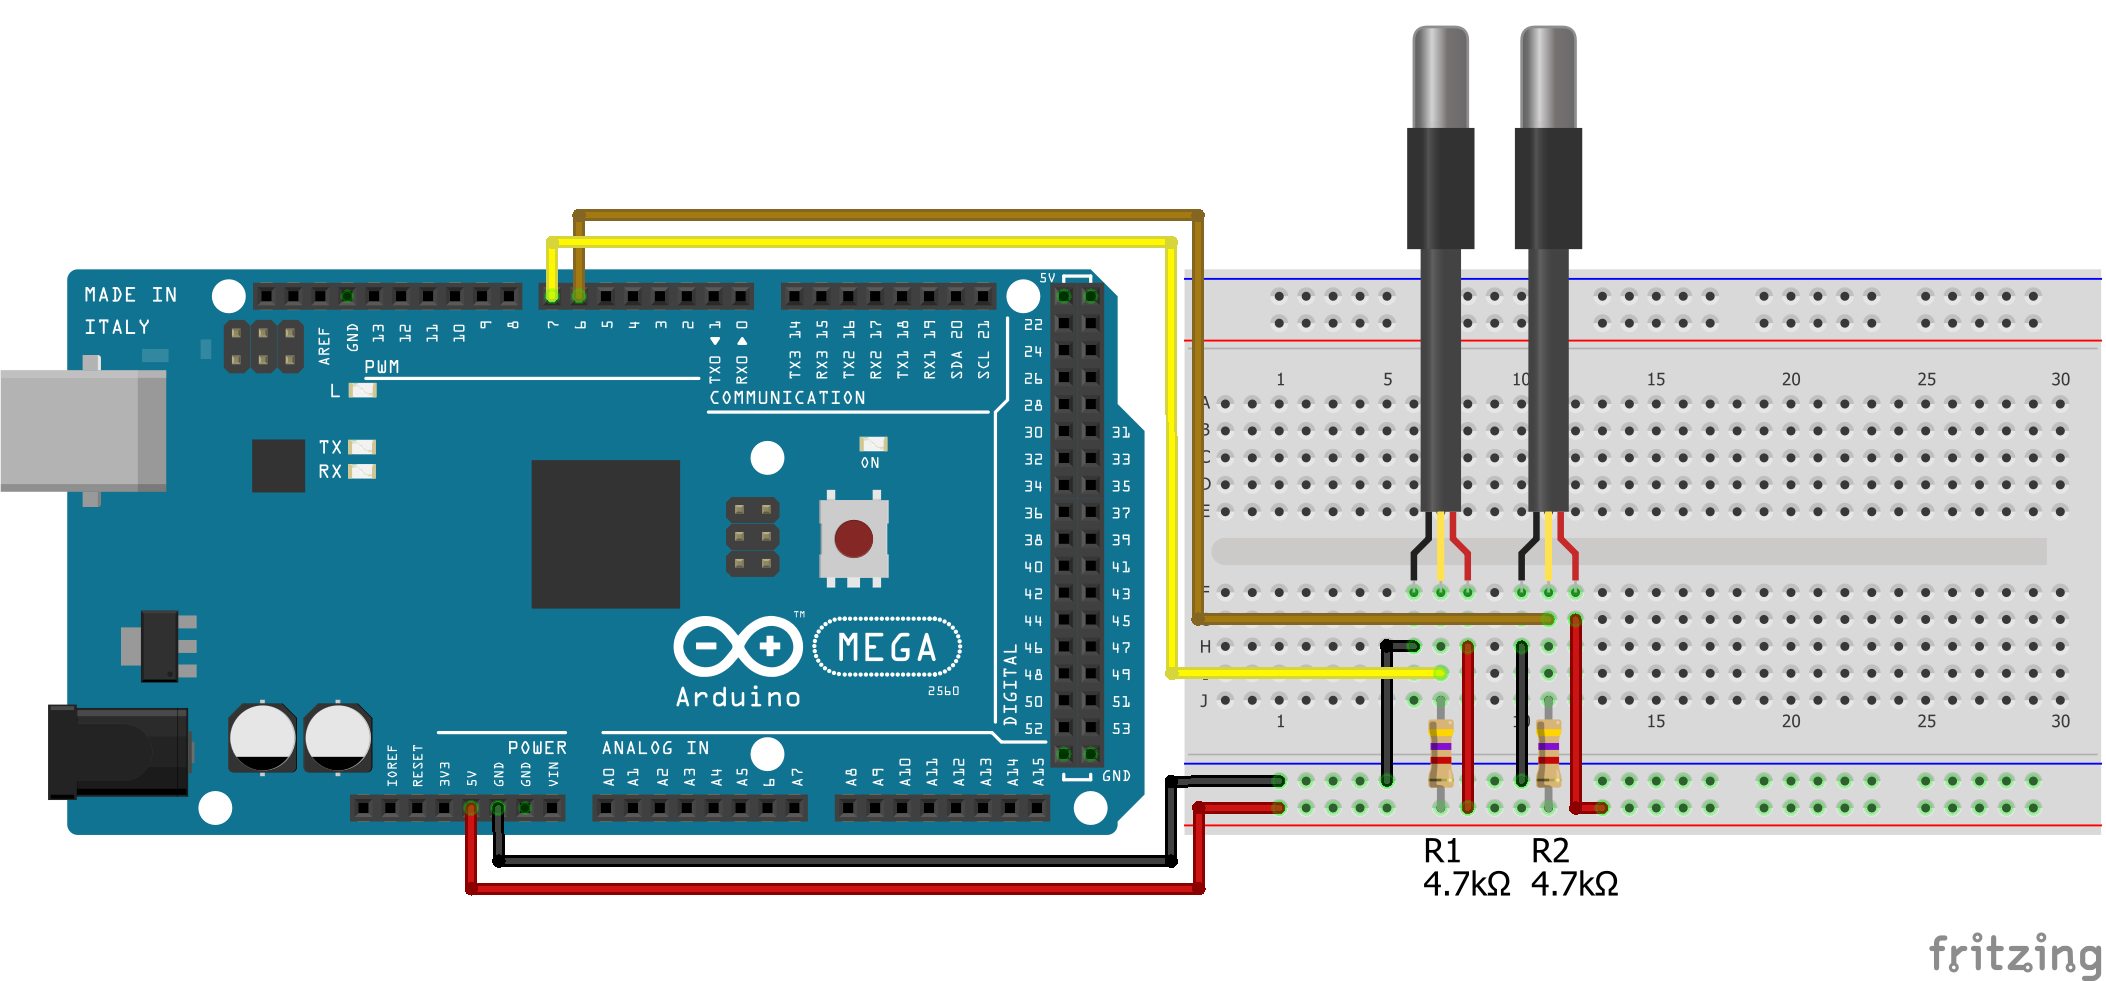 MADE IN
ITALY
AREF
GND
13
12
11
10
9
8
7
6
5
4
3
2
TX0 1
RX0 0
TX3 14
RX3 15
TX2 16
RX2 17
TX1 18
RX1 19
SDA 20
SCL 21
PWM
COMMUNICATION
L
TX
RX
ON
5V
22
24
26
28
30 31
32 33
34 35
36 37
38 39
40 41
42 43
44 45
46 47
48 49
50 51
52 53
GND
DIGITAL
TM
MEGA
2560
Arduino
POWER
ANALOG IN
IOREF
RESET
3V3
5V
GND
GND
VIN
A0
A1
A2
A3
A4
A5
6
A7
A8
A9
A10
A11
A12
A13
A14
A15
1 5 10 15 20 25 30
A
B
C
D
E
F
H
J
1 10 15 20 25 30
R1
4.7kΩ
R2
4.7kΩ
fritzing